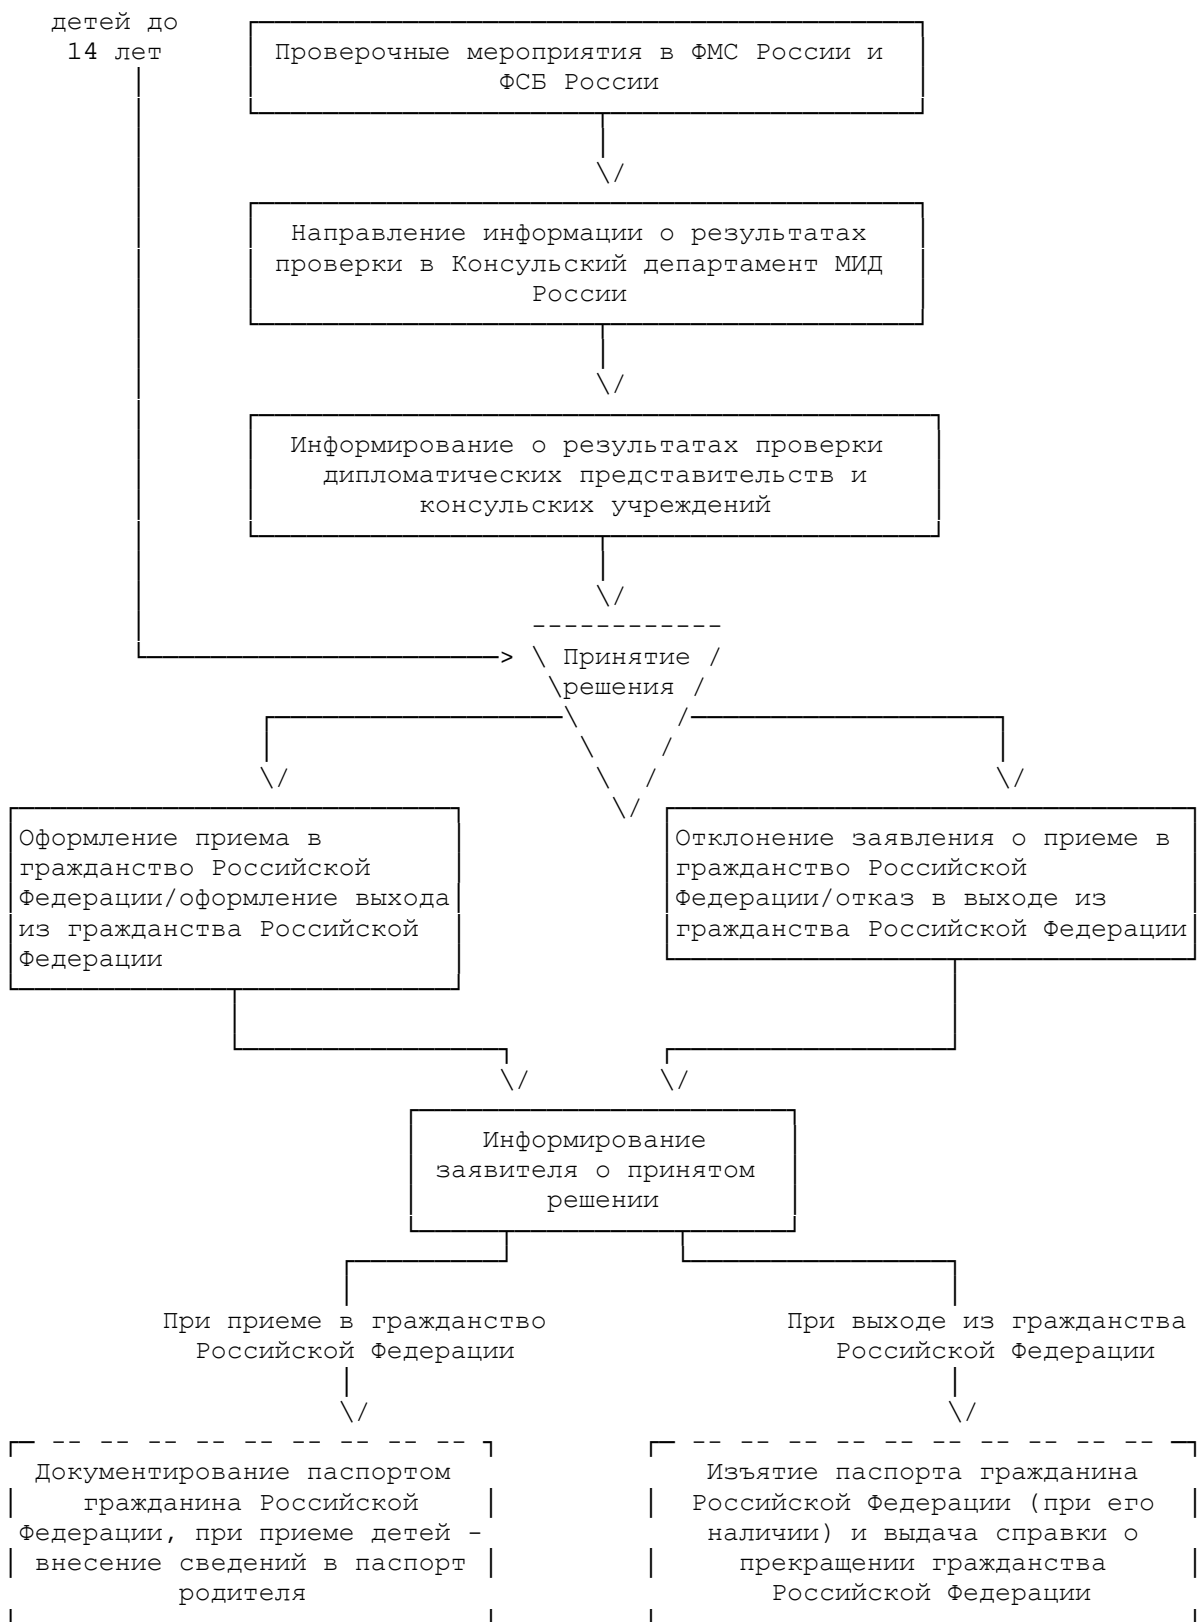 детей до
14 лет
Проверочные мероприятия в ФМС России и
ФСБ России
Направление информации о результатах
проверки в Консульский департамент МИД
России
Информирование о результатах проверки
дипломатических представительств и
консульских учреждений
Принятие
решения
Оформление приема в
гражданство Российской
Федерации/оформление выхода
из гражданства Российской
Федерации
Отклонение заявления о приеме в
гражданство Российской
Федерации/отказ в выходе из
гражданства Российской Федерации
Информирование
заявителя о принятом
решении
При приеме в гражданство
Российской Федерации
При выходе из гражданства
Российской Федерации
Документирование паспортом
гражданина Российской
Федерации, при приеме детей -
внесение сведений в паспорт
родителя
Изъятие паспорта гражданина
Российской Федерации (при его
наличии) и выдача справки о
прекращении гражданства
Российской Федерации